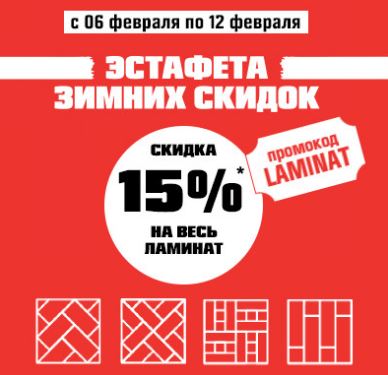 с 06 февраля по 12 февраля
ЭСТАФЕТА
ЗИМНИХ СКИДОК
СКИДКА
15%*
НА ВЕСЬ
ЛАМИНАТ
промокод
LAMINAT